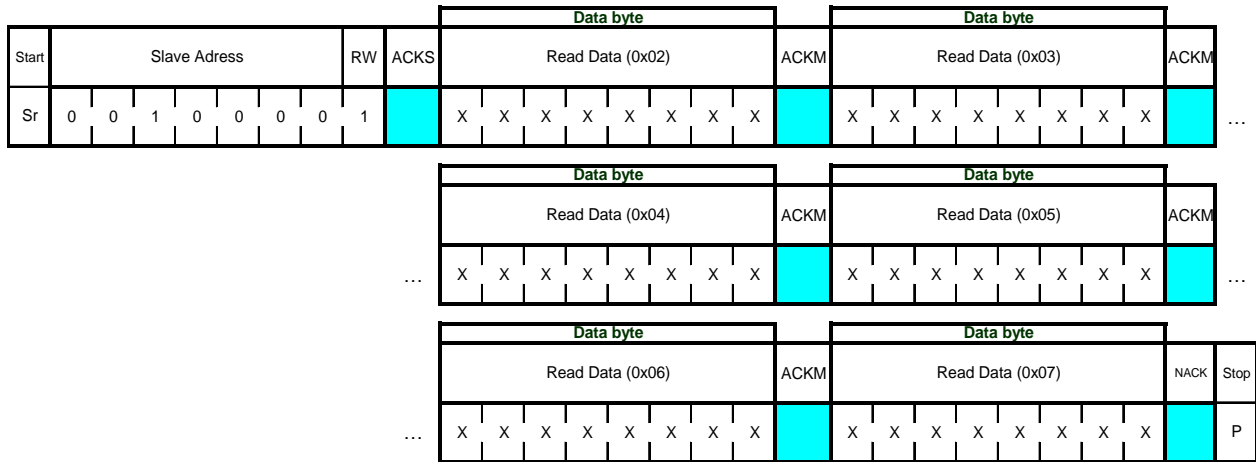 Data byte Data byte
Start Slave Adress RW ACKS Read Data (0x02) ACKM Read Data (0x03) ACKM
Sr 0 0 1 0 0 0 0 1 X X X X X X X X X X X X X X X X …
Data byte Data byte
Read Data (0x04) ACKM Read Data (0x05) ACKM
… X X X X X X X X X X X X X X X X …
Data byte Data byte
Read Data (0x06) ACKM Read Data (0x07) NACK Stop
… X X X X X X X X X X X X X X X X P